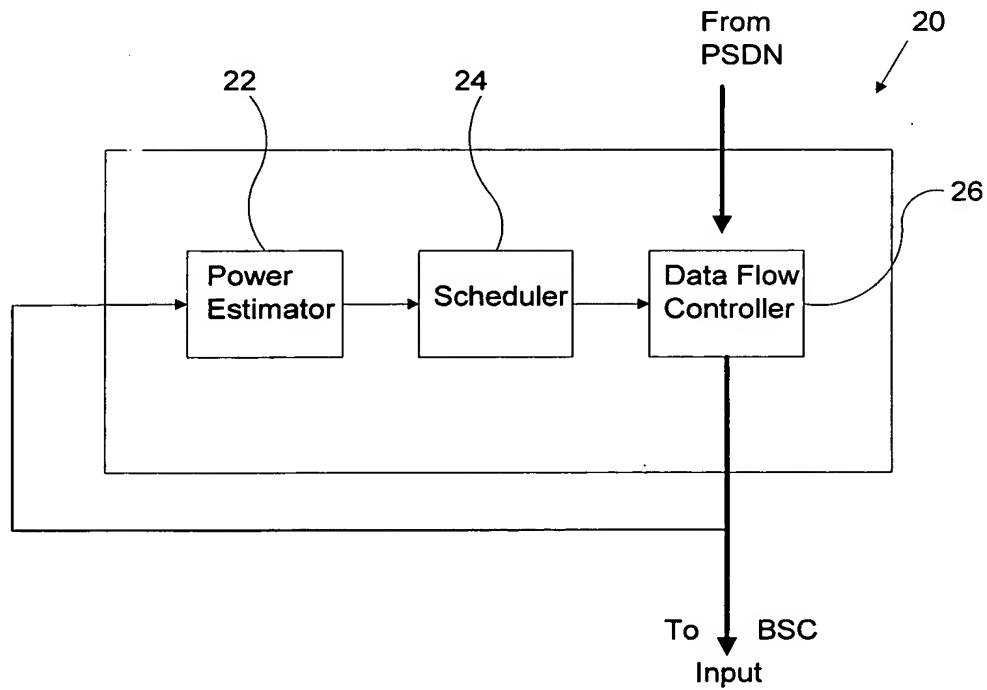 From
PSDN
20
22
24
26
Power
Estimator
Scheduler
Data Flow
Controller
To BSC
Input